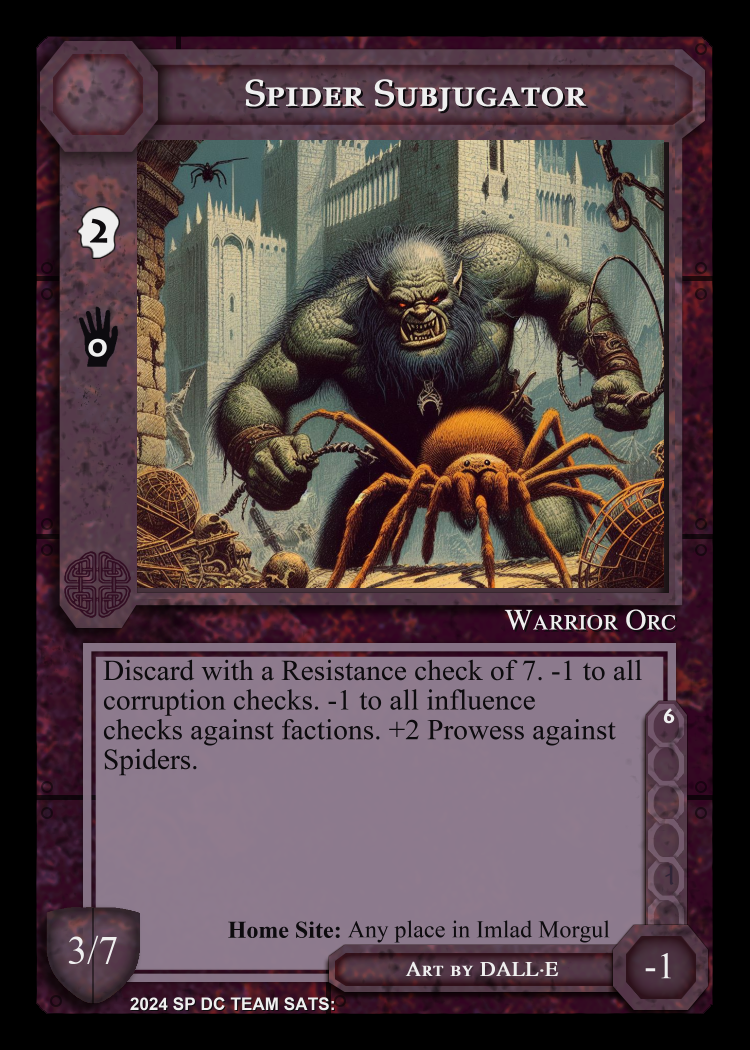 Spider Subjugator
2
0
Warrior Orc
Discard with a Resistance check of 7. -1 to all
corruption checks. -1 to all influence
checks against factions. +2 Prowess against
Spiders.
6
Home Site: Any place in Imlad Morgul
3/7
Art by DALL·E
-1
2024 SP DC TEAM SATS: